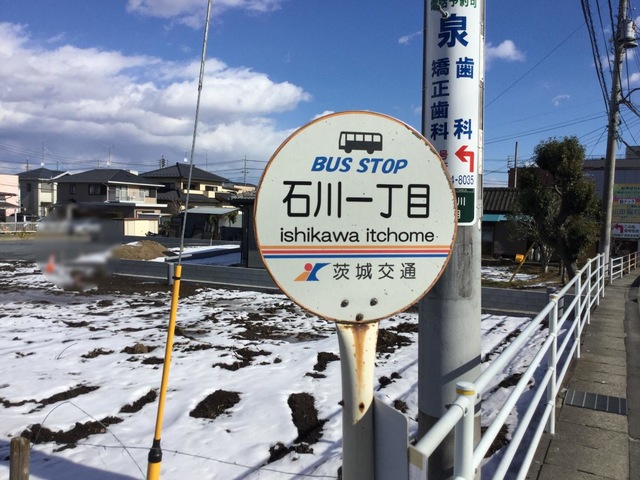 BUS STOP
石川一丁目
ishikawa itchome
茨城交通
泉歯科
矯正歯科
-8035